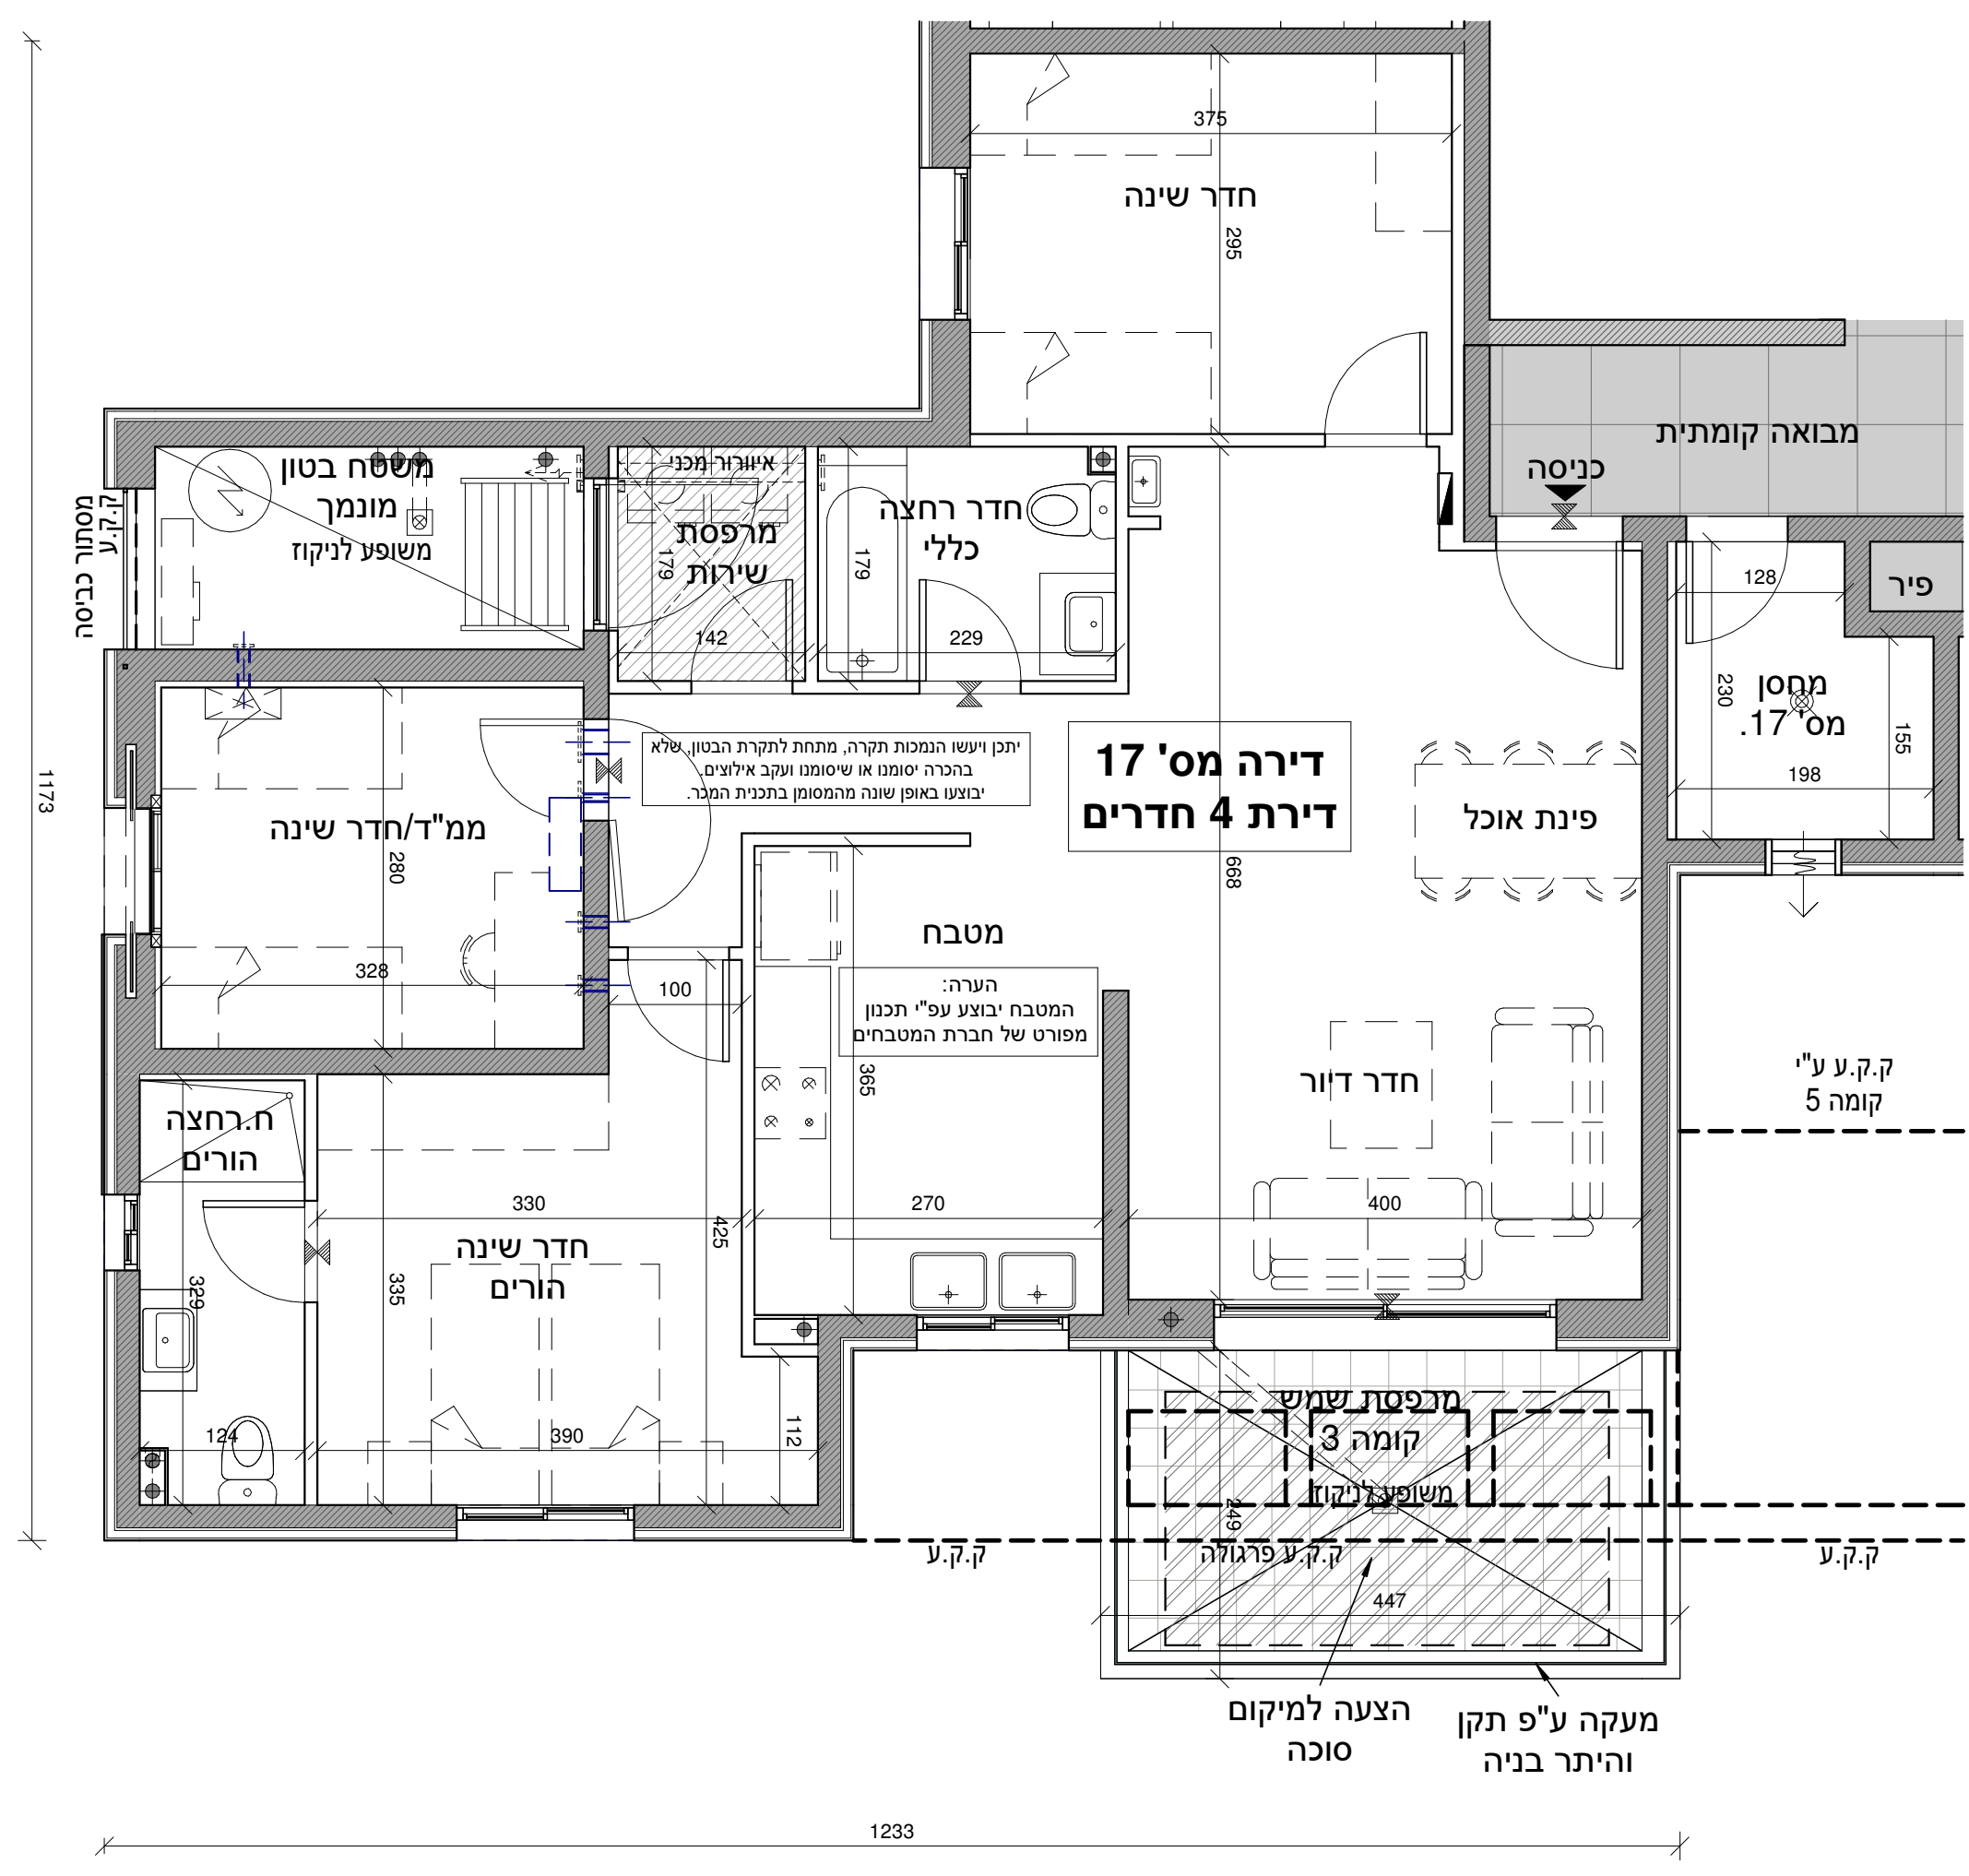 375
חדר שינה
295
מבואה קומתית
כניסה
משטח בטון
מונמך
משופע לניקוז
מסתור כביסה
ק.ק.ע
איוורור מכני
מרפסת
שירות
179
142
חדר רחצה
כללי
179
229
128
פיר
מחסן
מס' 17.
230
155
198
יתכן ויעשו הנמכות תקרה, מתחת לתקרת הבטון, שלא
בהכרה יסומנו או שיסומנו ועקב אילוצים.
יבוצעו באופן שונה מהמסומן בתכנית המכר.
דירה מס' 17
דירת 4 חדרים
פינת אוכל
668
1173
ממ"ד/חדר שינה
280
328
100
מטבח
הערה:
המטבח יבוצע עפ"י תכנון
מפורט של חברת המטבחים
365
270
חדר דיור
400
ק.ק.ע ע"י
קומה 5
ח.רחצה
הורים
329
124
330
חדר שינה
הורים
335
425
390
112
מרפסת שמש
קומה 3
משופע לניקוז
249
ק.ק.ע פרגולה
447
ק.ק.ע
ק.ק.ע
הצעה למיקום
סוכה
מעקה ע"פ תקן
והיתר בניה
1233